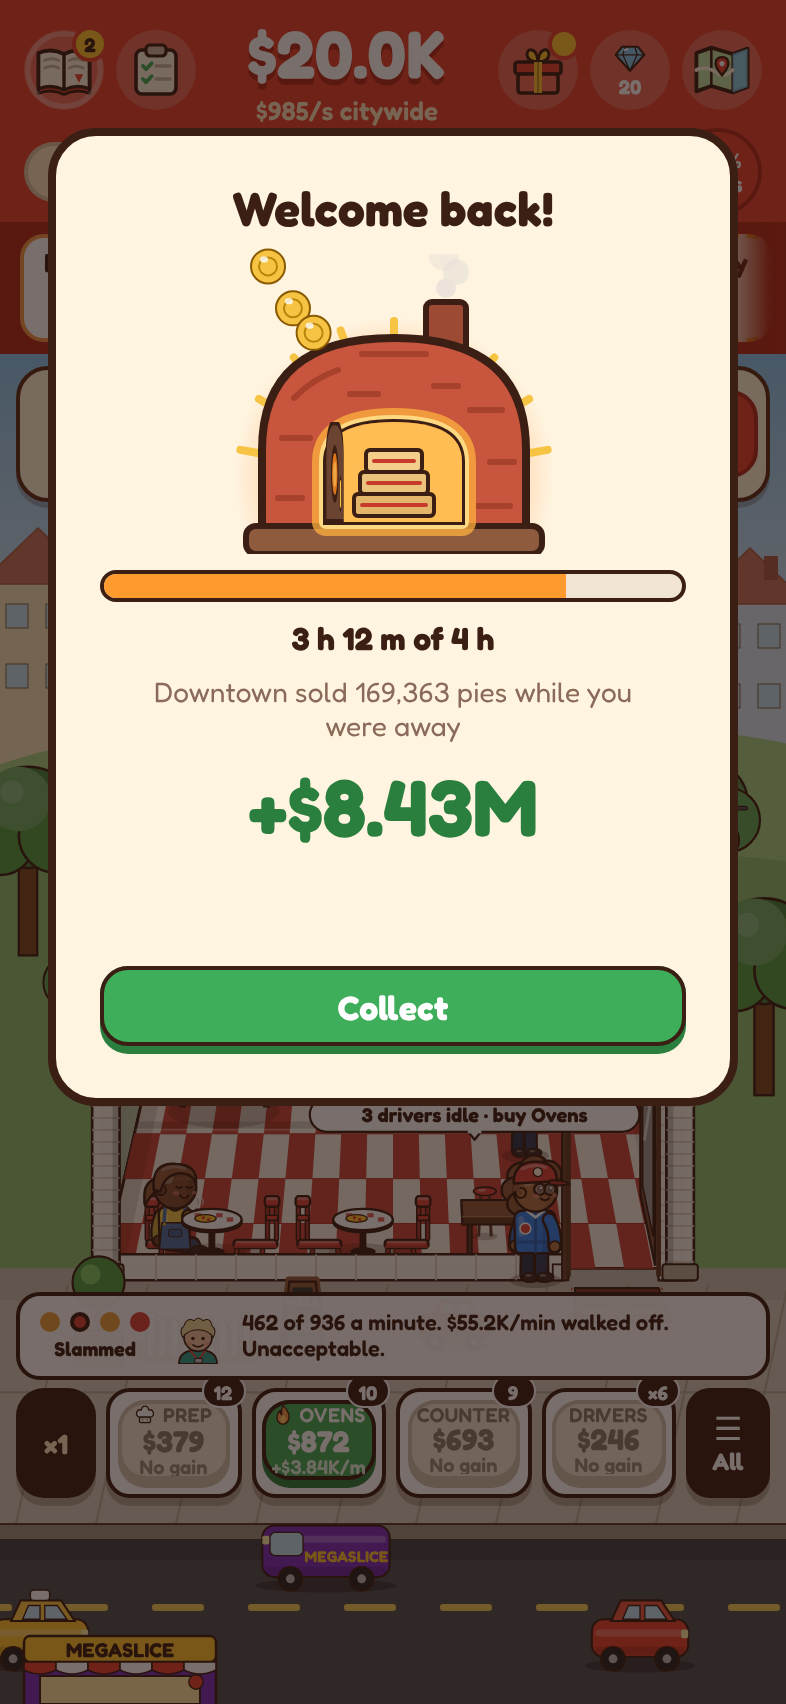 2
$20.0K
20
$985/s citywide
Welcome back!
3 h 12 m of 4 h
Downtown sold 169,363 pies while you
were away
+$8.43M
Collect
3 drivers idle · buy Ovens
462 of 936 a minute. $55.2K/min walked off.
Unacceptable.
Slammed
12
10
9
x6
x1
PREP
$379
No gain
OVENS
$872
+$3.84K/m
COUNTER
$693
No gain
DRIVERS
$246
No gain
All
MEGASLICE
MEGASLICE